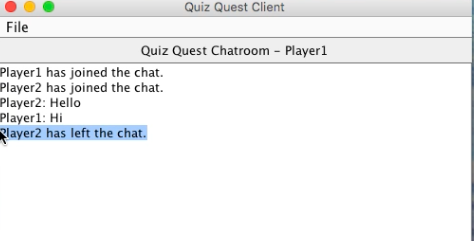 Quiz Quest Client
File
Quiz Quest Chatroom – Player1
Player1 has joined the chat.
Player2 has joined the chat.
Player2: Hello
Player1: Hi
Player2 has left the chat.